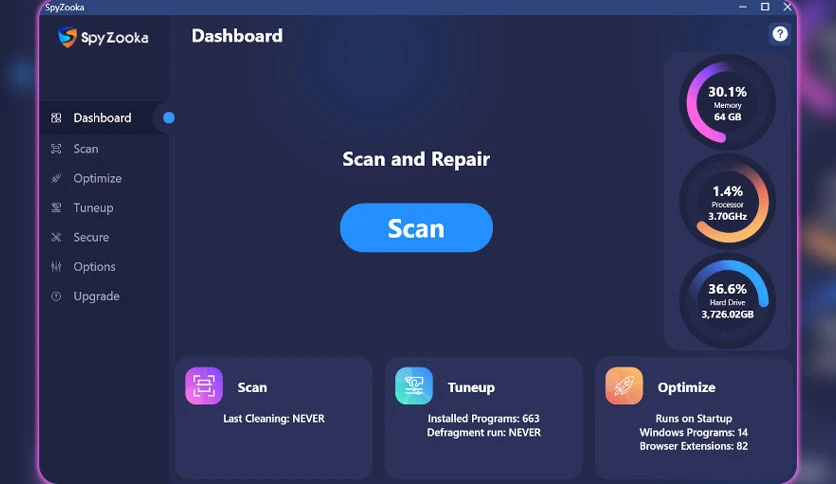 SpyZooka
SpyZooka
Dashboard
?
Dashboard
Scan
Optimize
Tuneup
Secure
Options
Upgrade
Scan and Repair
Scan
30.1%
Memory
64 GB
1.4%
Processor
3.70GHz
36.6%
Hard Drive
3,726.02GB
Scan
Last Cleaning: NEVER
Tuneup
Installed Programs: 663
Defragment run: NEVER
Optimize
Runs on Startup
Windows Programs: 14
Browser Extensions: 82